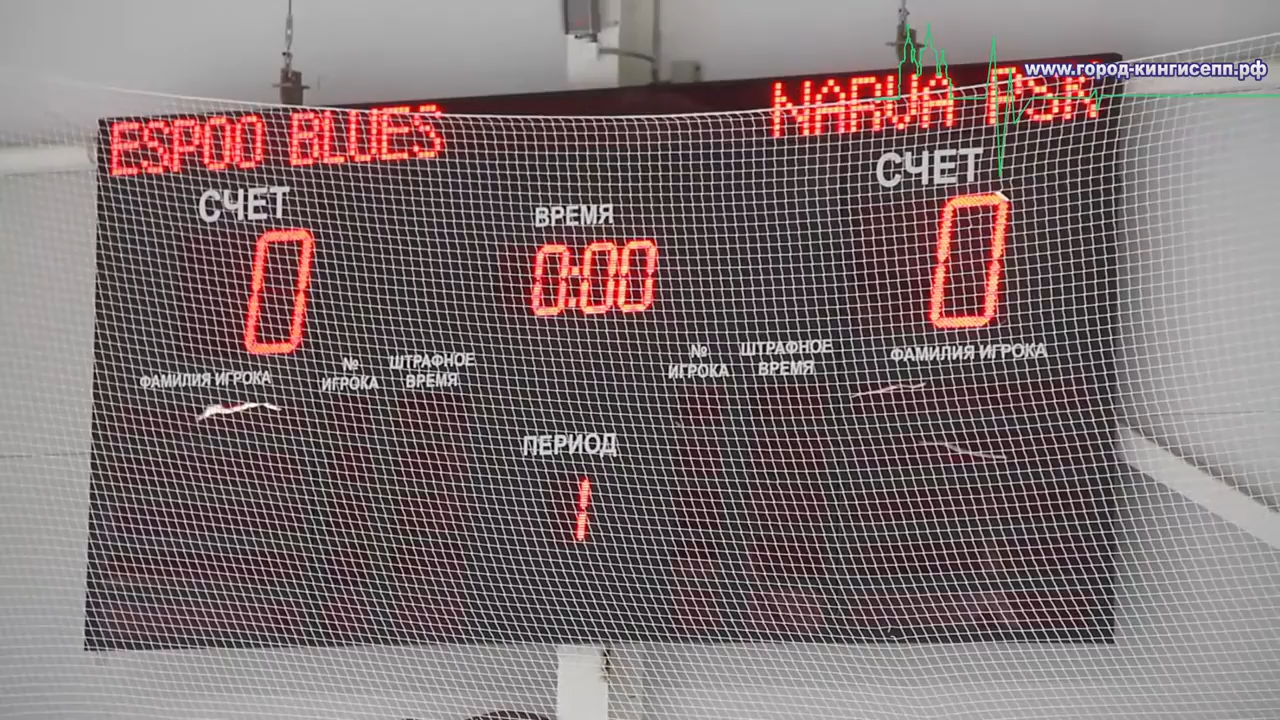 www.город-кингисепп.рф
ESPOO BLUES
NARVA PSK
СЧЕТ
СЧЕТ
ВРЕМЯ
0
0:00
0
ФАМИЛИЯ ИГРОКА
№ ИГРОКА
ШТРАФНОЕ ВРЕМЯ
№ ИГРОКА
ШТРАФНОЕ ВРЕМЯ
ФАМИЛИЯ ИГРОКА
ПЕРИОД
1